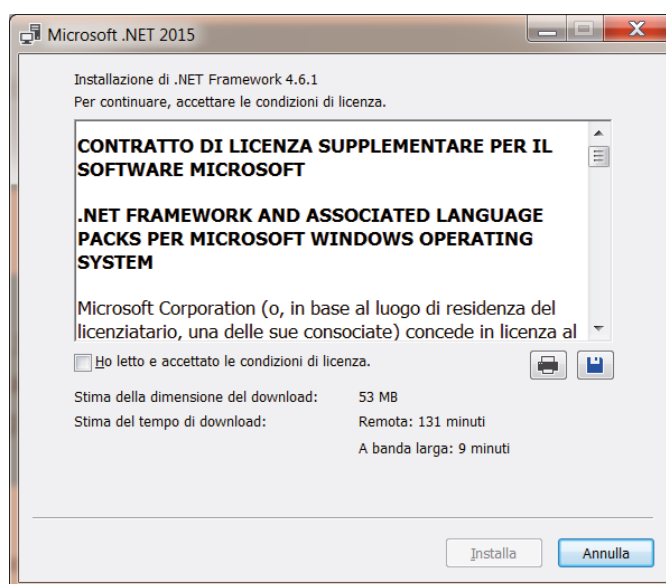 Microsoft .NET 2015
Installazione di .NET Framework 4.6.1
Per continuare, accettare le condizioni di licenza.
CONTRATTO DI LICENZA SUPPLEMENTARE PER IL
SOFTWARE MICROSOFT
.NET FRAMEWORK AND ASSOCIATED LANGUAGE
PACKS PER MICROSOFT WINDOWS OPERATING
SYSTEM
Microsoft Corporation (o, in base al luogo di residenza del
licenziatario, una delle sue consociate) concede in licenza al
Ho letto e accettato le condizioni di licenza.
Stima della dimensione del download: 53 MB
Stima del tempo di download: Remota: 131 minuti
A banda larga: 9 minuti
Installa Annulla